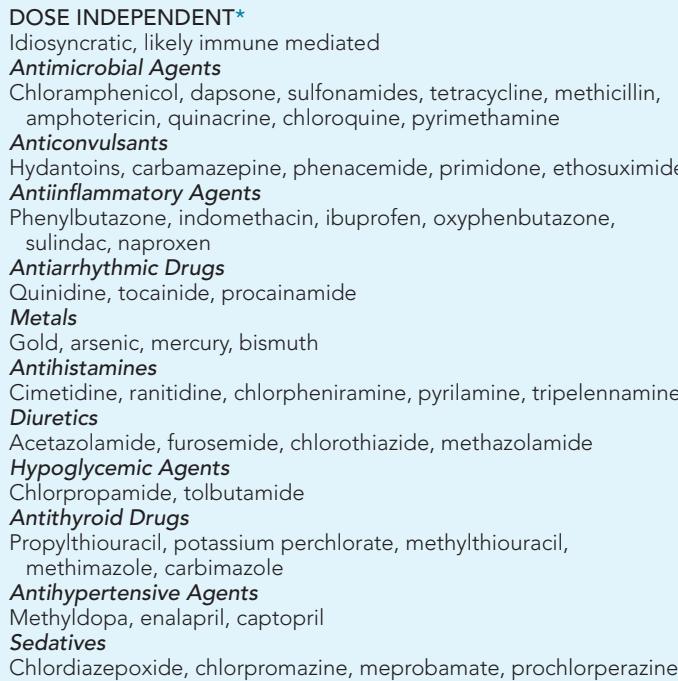 DOSE INDEPENDENT*
Idiosyncratic, likely immune mediated
Antimicrobial Agents
Chloramphenicol, dapsone, sulfonamides, tetracycline, methicillin,
amphotericin, quinacrine, chloroquine, pyrimethamine
Anticonvulsants
Hydantoins, carbamazepine, phenacemide, primidone, ethosuximide
Antiinflammatory Agents
Phenylbutazone, indomethacin, ibuprofen, oxyphenbutazone,
sulindac, naproxen
Antiarrhythmic Drugs
Quinidine, tocainide, procainamide
Metals
Gold, arsenic, mercury, bismuth
Antihistamines
Cimetidine, ranitidine, chlorpheniramine, pyrilamine, tripelennamine
Diuretics
Acetazolamide, furosemide, chlorothiazide, methazolamide
Hypoglycemic Agents
Chlorpropamide, tolbutamide
Antithyroid Drugs
Propylthiouracil, potassium perchlorate, methylthiouracil,
methimazole, carbimazole
Antihypertensive Agents
Methyldopa, enalapril, captopril
Sedatives
Chlordiazepoxide, chlorpromazine, meprobamate, prochlorperazine